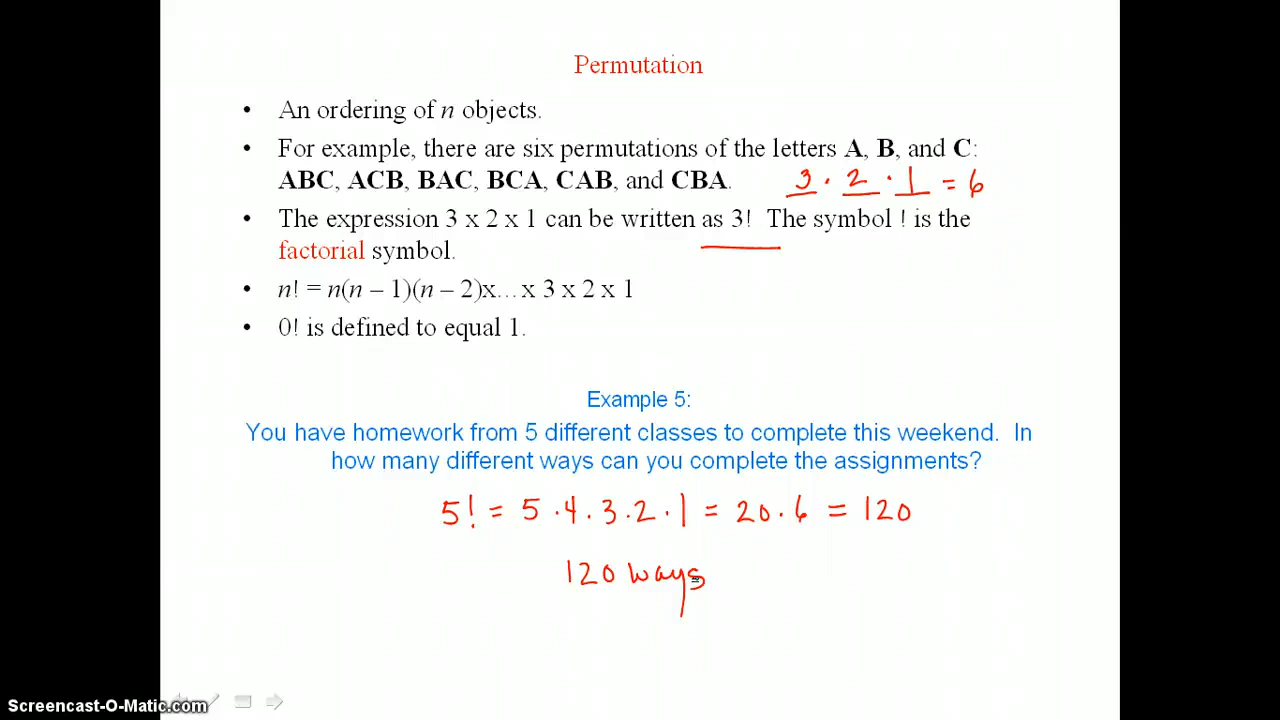 Permutation
• An ordering of n objects.
• For example, there are six permutations of the letters A, B, and C:
ABC, ACB, BAC, BCA, CAB, and CBA.
3 · 2 · 1 = 6
• The expression 3 x 2 x 1 can be written as 3! The symbol ! is the
factorial symbol.
• n! = n(n – 1)(n – 2)x…x 3 x 2 x 1
• 0! is defined to equal 1.
Example 5:
You have homework from 5 different classes to complete this weekend. In
how many different ways can you complete the assignments?
5! = 5 · 4 · 3 · 2 · 1 = 20 · 6 = 120
120 ways
Screencast-O-Matic.com